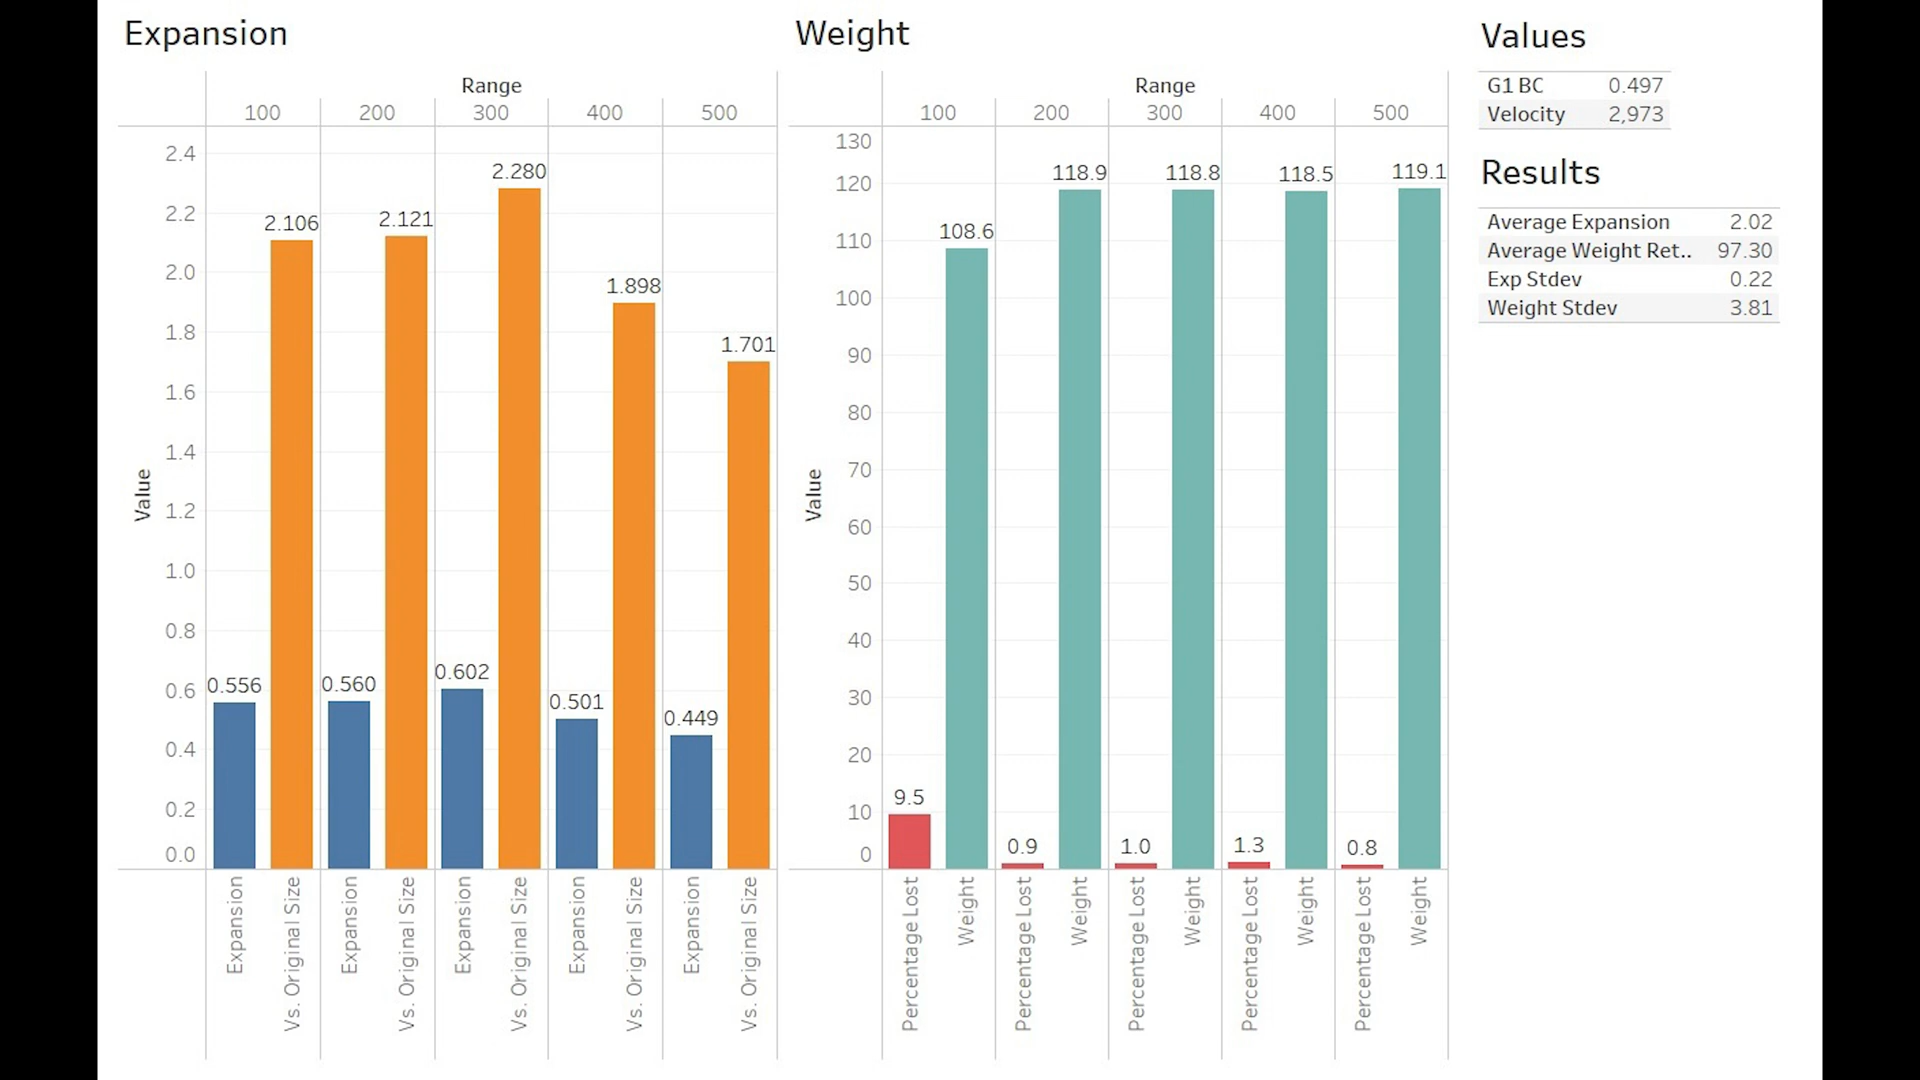 Expansion
Range
100 200 300 400 500
2.4
2.2
2.0
1.8
1.6
1.4
1.2
1.0
0.8
0.6
0.4
0.2
0.0
Value
0.556 2.106 0.560 2.121 0.602 2.280 0.501 1.898 0.449 1.701
Expansion
Vs. Original Size
Expansion
Vs. Original Size
Expansion
Vs. Original Size
Expansion
Vs. Original Size
Expansion
Vs. Original Size
Weight
Range
100 200 300 400 500
130
120
110
100
90
80
70
60
50
40
30
20
10
0
Value
9.5 108.6 0.9 118.9 1.0 118.8 1.3 118.5 0.8 119.1
Percentage Lost
Weight
Percentage Lost
Weight
Percentage Lost
Weight
Percentage Lost
Weight
Percentage Lost
Weight
Values
G1 BC 0.497
Velocity 2,973
Results
Average Expansion 2.02
Average Weight Ret.. 97.30
Exp Stdev 0.22
Weight Stdev 3.81